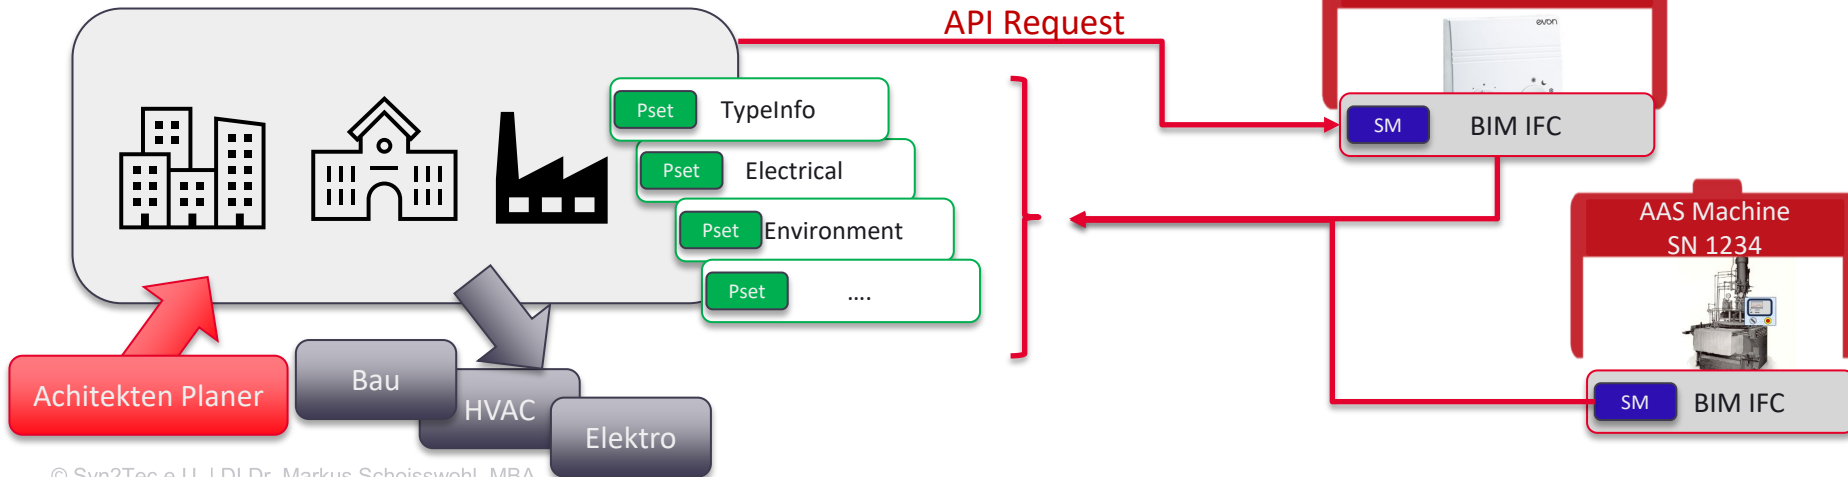 API Request
evon
Pset TypeInfo
SM BIM IFC
Pset Electrical
Pset Environment
AAS Machine
SN 1234
Pset ....
Achitekten Planer
Bau
HVAC
Elektro
SM BIM IFC
© Syn2Tec e.U. | DI Dr. Markus Schoisswohl, MBA